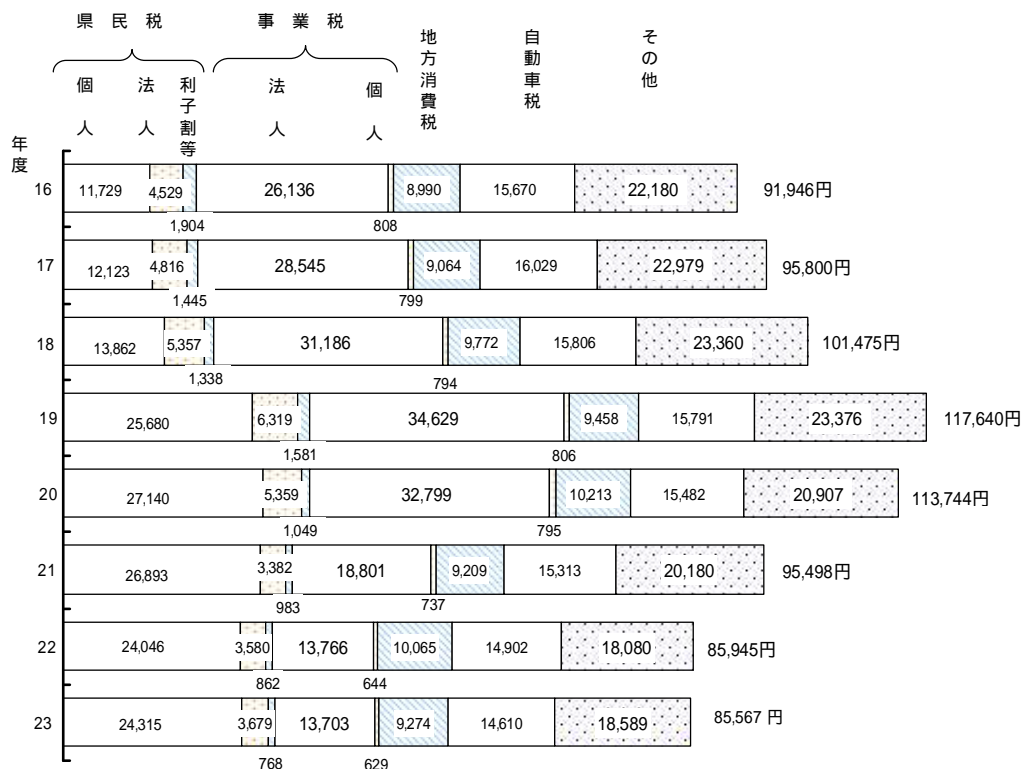 県 民 税
事 業 税
個人
法人
利子割等
法人
個人
地方消費税
自動車税
その他
年度
16 11,729 4,529 26,136 8,990 15,670 22,180 91,946円
1,904 808
17 12,123 4,816 28,545 9,064 16,029 22,979 95,800円
1,445 799
18 13,862 5,357 31,186 9,772 15,806 23,360 101,475円
1,338 794
19 25,680 6,319 34,629 9,458 15,791 23,376 117,640円
1,581 806
20 27,140 5,359 32,799 10,213 15,482 20,907 113,744円
1,049 795
21 26,893 3,382 18,801 9,209 15,313 20,180 95,498円
983 737
22 24,046 3,580 13,766 10,065 14,902 18,080 85,945円
862 644
23 24,315 3,679 13,703 9,274 14,610 18,589 85,567 円
768 629